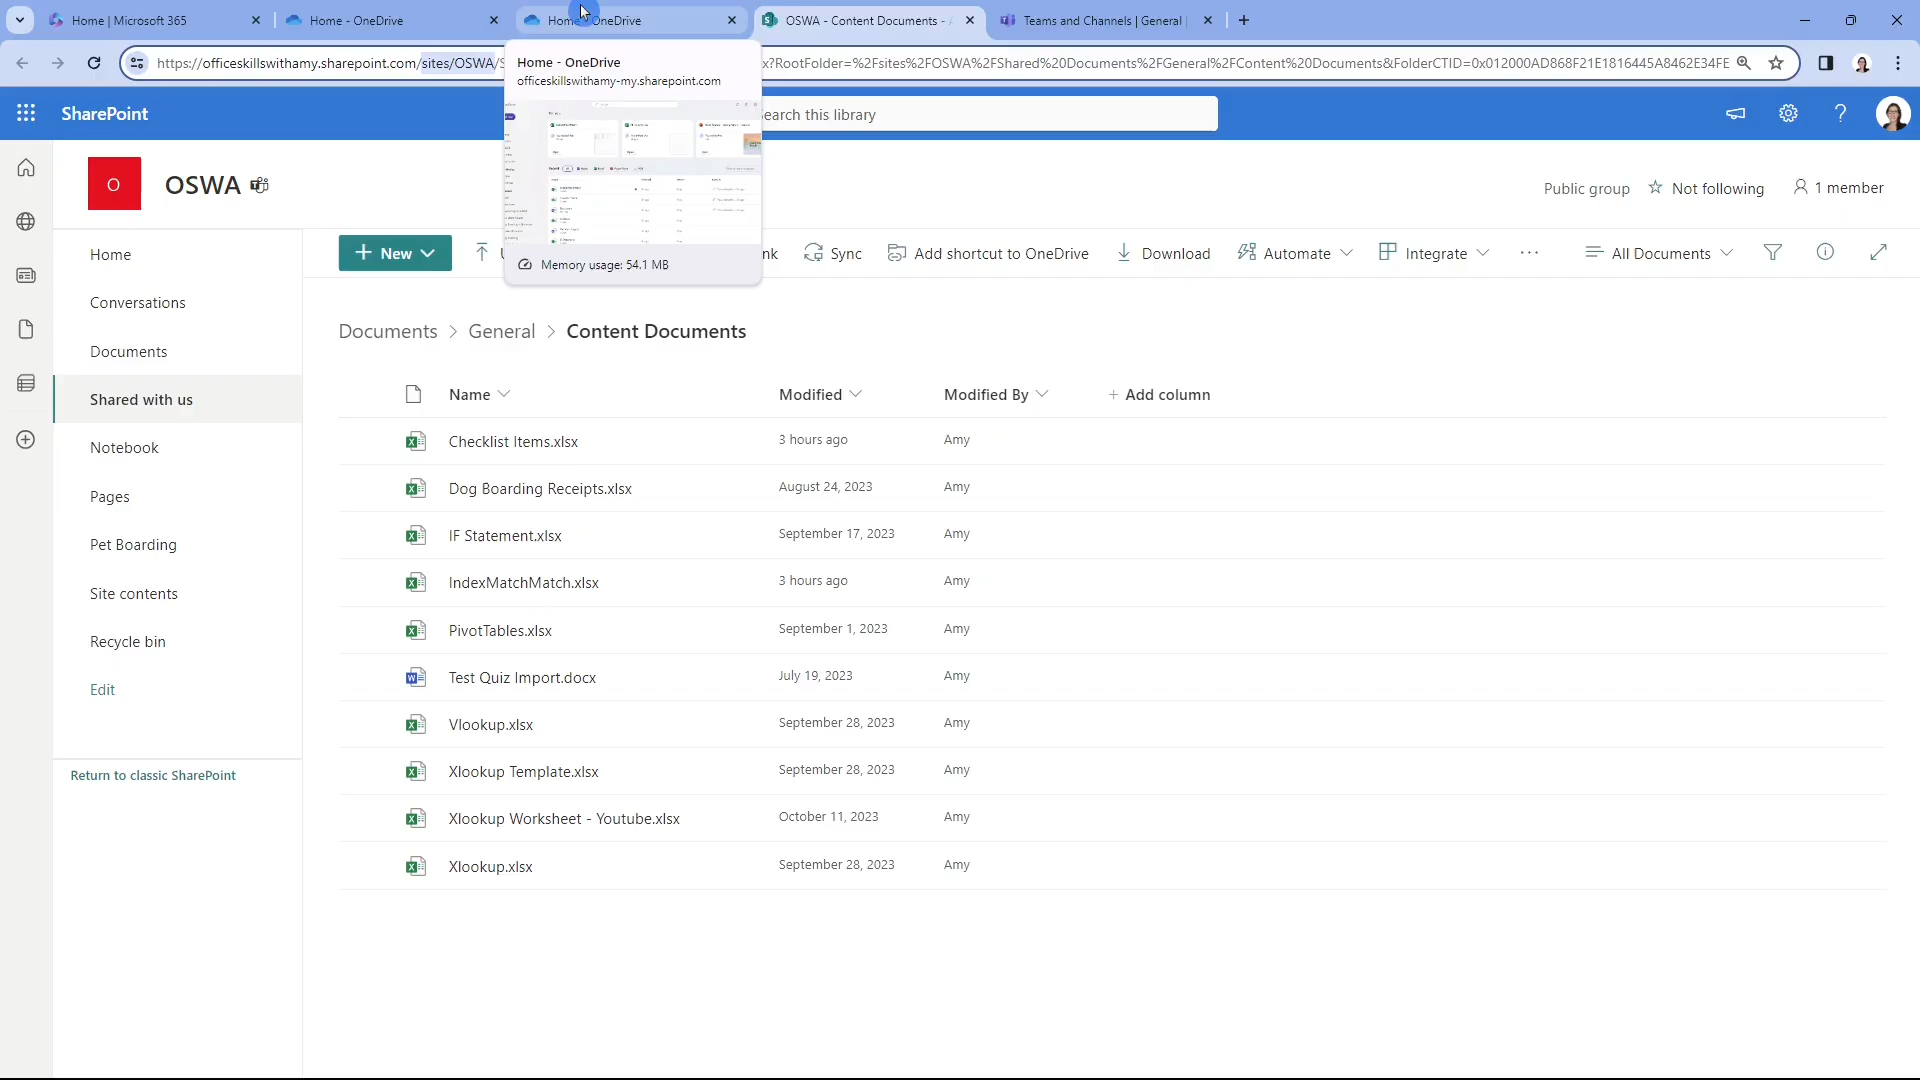 Home | Microsoft 365
Home - OneDrive
Home - OneDrive
OSWA - Content Documents -
Teams and Channels | General
https://officeskillswithamy.sharepoint.com/sites/OSWA/
x?RootFolder=%2Fsites%2FOSWA%2FShared%20Documents%2FGeneral%2FContent%20Documents&FolderCTID=0x012000AD868F21E1816445A8462E34FE
Home - OneDrive
officeskillswithamy-my.sharepoint.com
Memory usage: 54.1 MB
SharePoint
earch this library
O
OSWA
Public group
Not following
1 member
Home
Conversations
Documents
Shared with us
Notebook
Pages
Pet Boarding
Site contents
Recycle bin
Edit
Return to classic SharePoint
+ New
nk
Sync
Add shortcut to OneDrive
Download
Automate
Integrate
...
All Documents
Documents > General > Content Documents
Name Modified Modified By + Add column
Checklist Items.xlsx 3 hours ago Amy
Dog Boarding Receipts.xlsx August 24, 2023 Amy
IF Statement.xlsx September 17, 2023 Amy
IndexMatchMatch.xlsx 3 hours ago Amy
PivotTables.xlsx September 1, 2023 Amy
Test Quiz Import.docx July 19, 2023 Amy
Vlookup.xlsx September 28, 2023 Amy
Xlookup Template.xlsx September 28, 2023 Amy
Xlookup Worksheet - Youtube.xlsx October 11, 2023 Amy
Xlookup.xlsx September 28, 2023 Amy